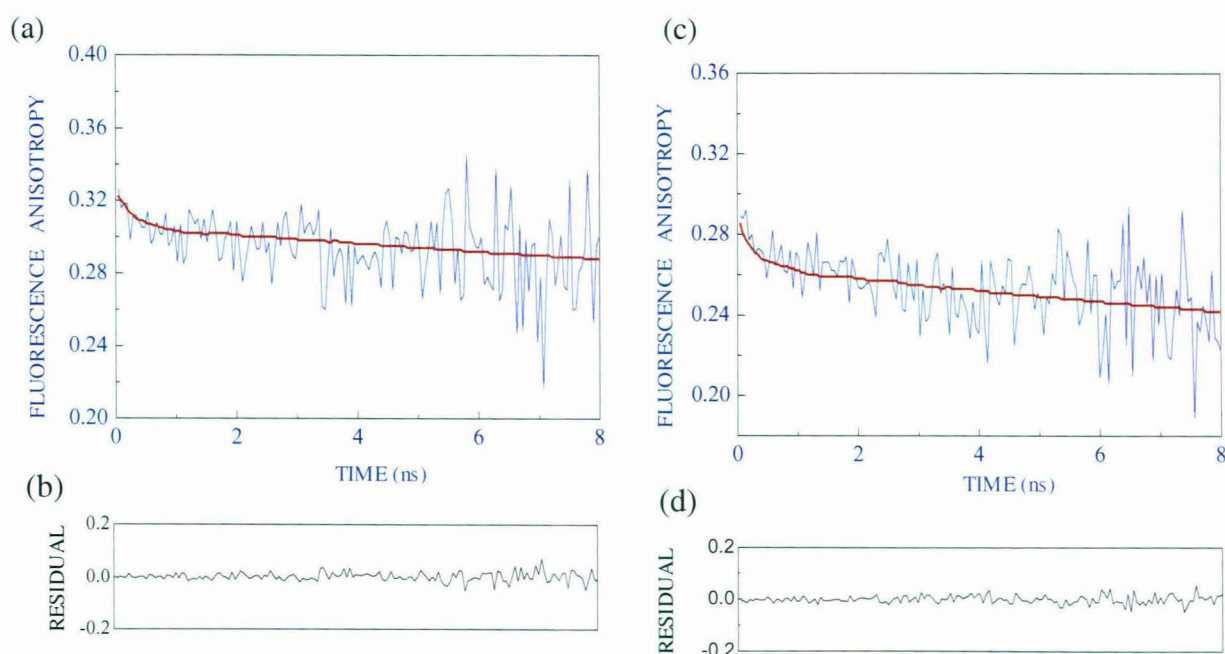 (a)
FLUORESCENCE ANISOTROPY
0.40
0.36
0.32
0.28
0.24
0.20
0 2 4 6 8
TIME (ns)
(b)
RESIDUAL
0.2
0.0
-0.2
(c)
FLUORESCENCE ANISOTROPY
0.36
0.32
0.28
0.24
0.20
0 2 4 6 8
TIME (ns)
(d)
RESIDUAL
0.2
0.0
-0.2